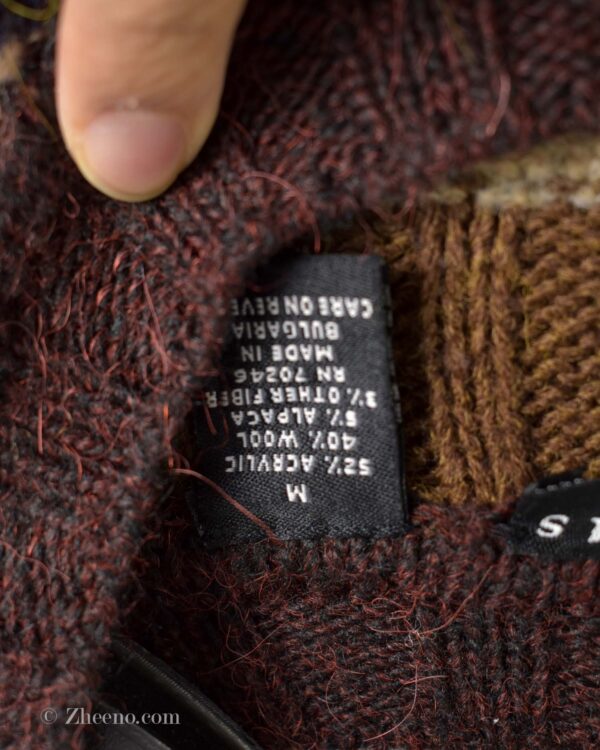 M
52% ACRYLIC
40% WOOL
5% ALPACA
3% OTHER FIBER
RN 70246
MADE IN
BULGARIA
CARE ON REVE
S
© Zheeno.com